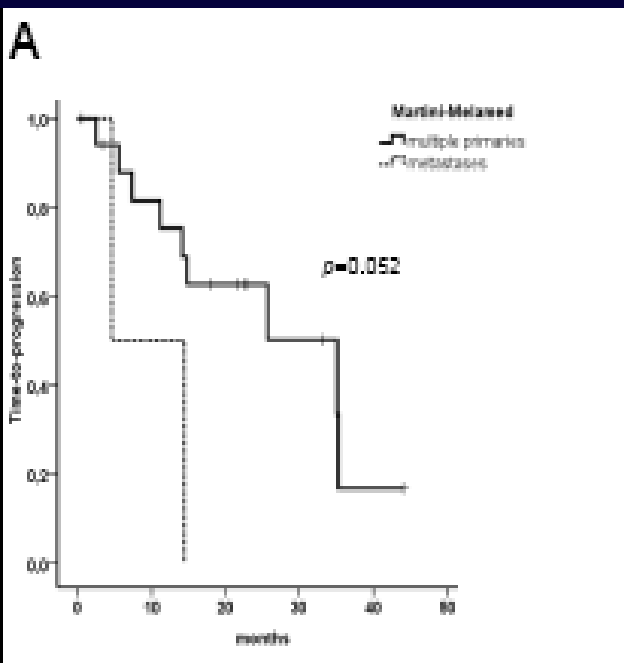 A
Martini-Melamed
multiple primaries
metastases
p=0.052
Time-to-progression
1,0
0,8
0,6
0,4
0,2
0,0
0 10 20 30 40 50
months